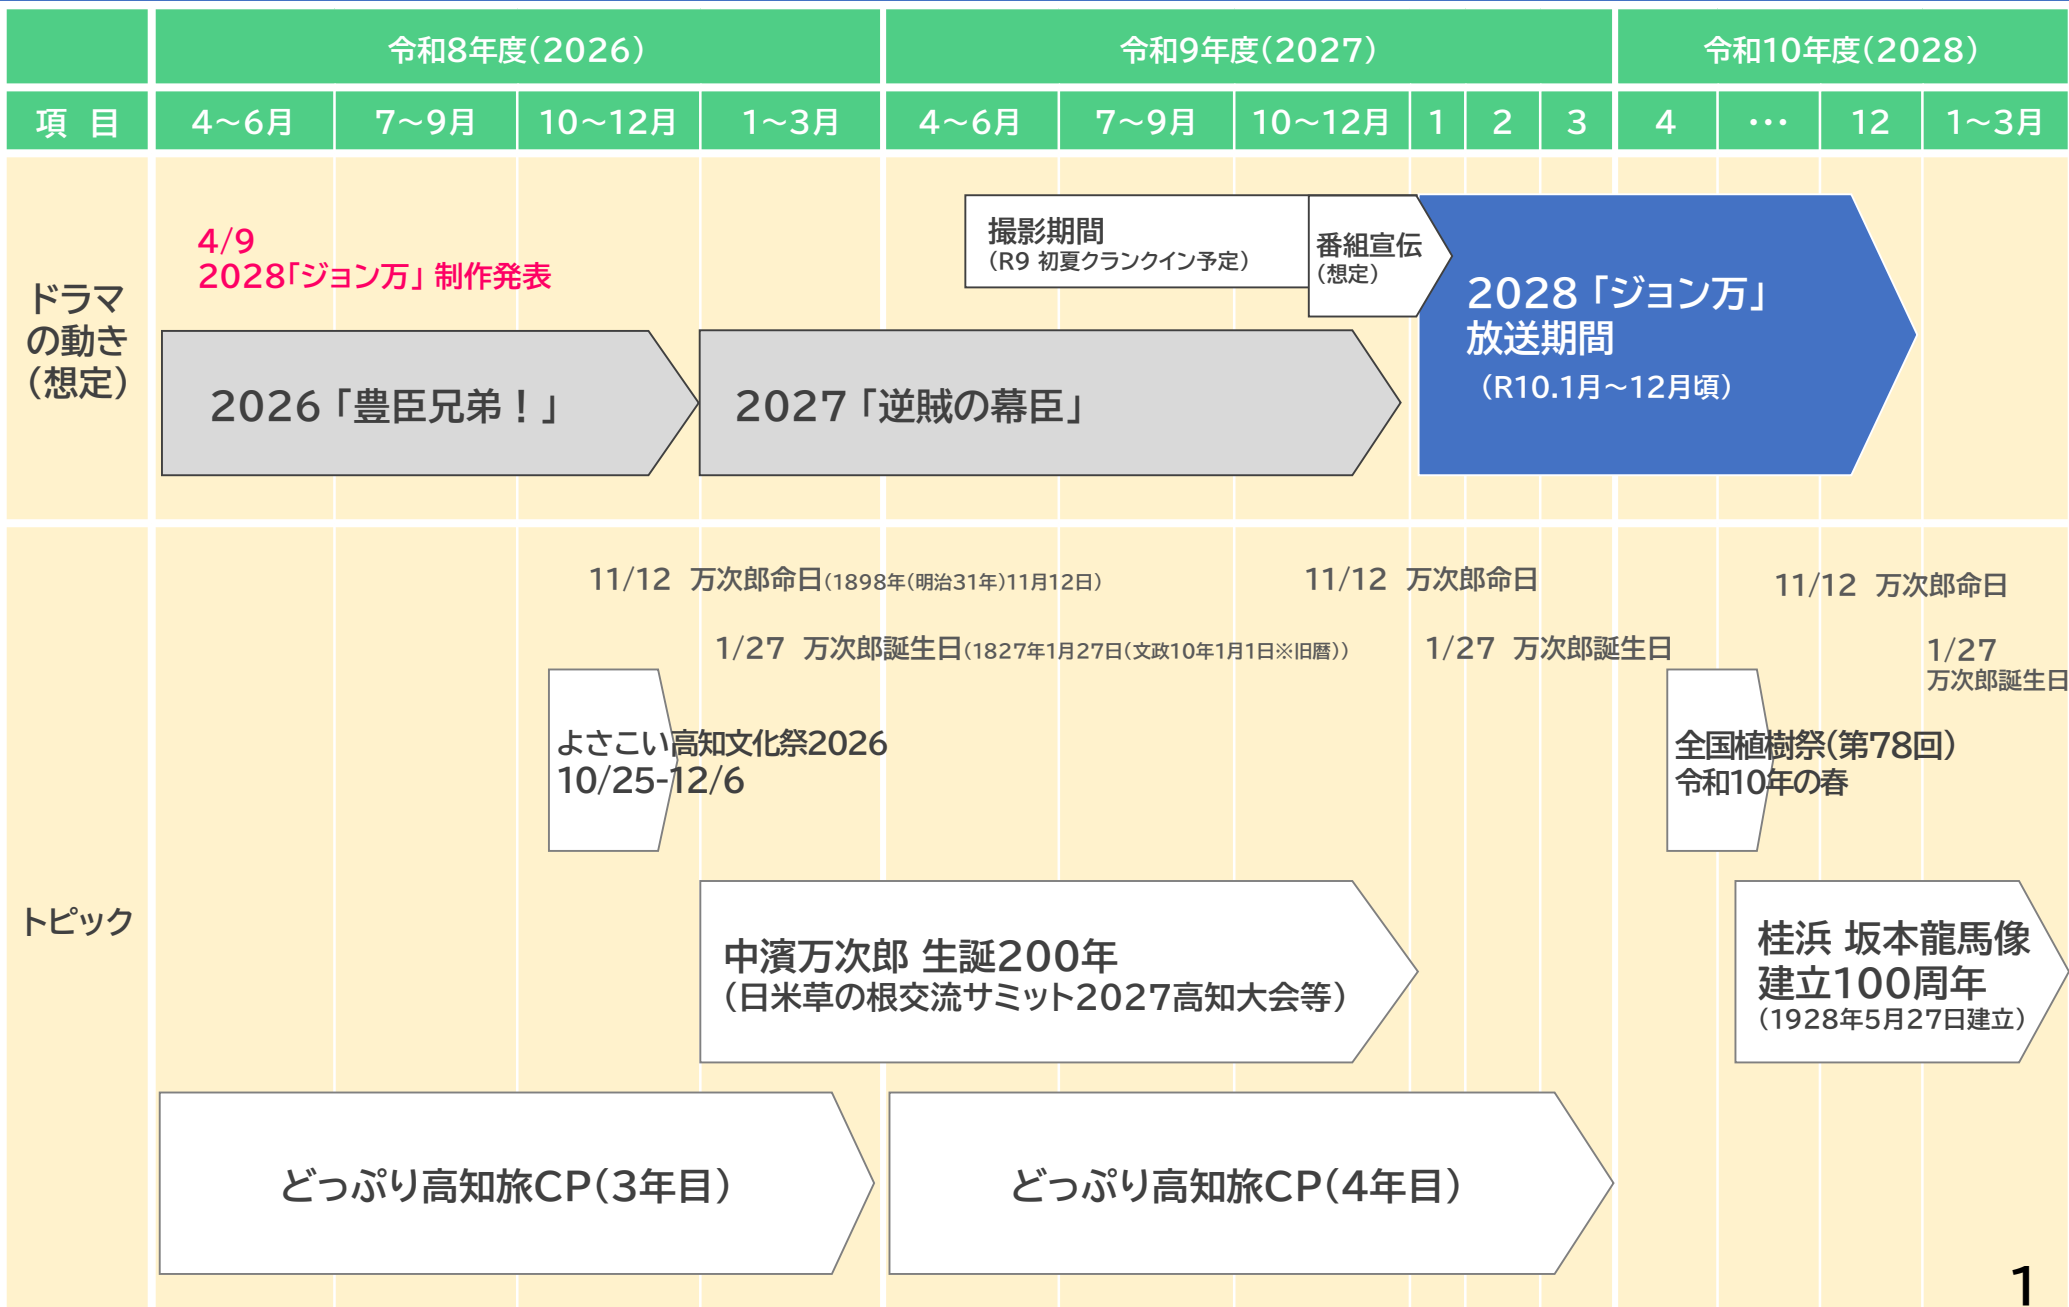 令和8年度(2026)
令和9年度(2027)
令和10年度(2028)
項 目
4～6月
7～9月
10～12月
1～3月
4～6月
7～9月
10～12月
1
2
3
4
…
12
1～3月
ドラマ
の動き
(想定)
4/9
2028「ジョン万」 制作発表
撮影期間
(R9 初夏クランクイン予定)
番組宣伝
(想定)
2028「ジョン万」
放送期間
(R10.1月～12月頃)
2026「豊臣兄弟！」
2027「逆賊の幕臣」
トピック
11/12 万次郎命日(1898年(明治31年)11月12日)
11/12 万次郎命日
11/12 万次郎命日
1/27 万次郎誕生日(1827年1月27日(文政10年1月1日※旧暦))
1/27 万次郎誕生日
1/27
万次郎誕生日
よさこい高知文化祭2026
10/25-12/6
全国植樹祭(第78回)
令和10年の春
中濱万次郎 生誕200年
(日米草の根交流サミット2027高知大会等)
桂浜 坂本龍馬像
建立100周年
(1928年5月27日建立)
どっぷり高知旅CP(3年目)
どっぷり高知旅CP(4年目)
1